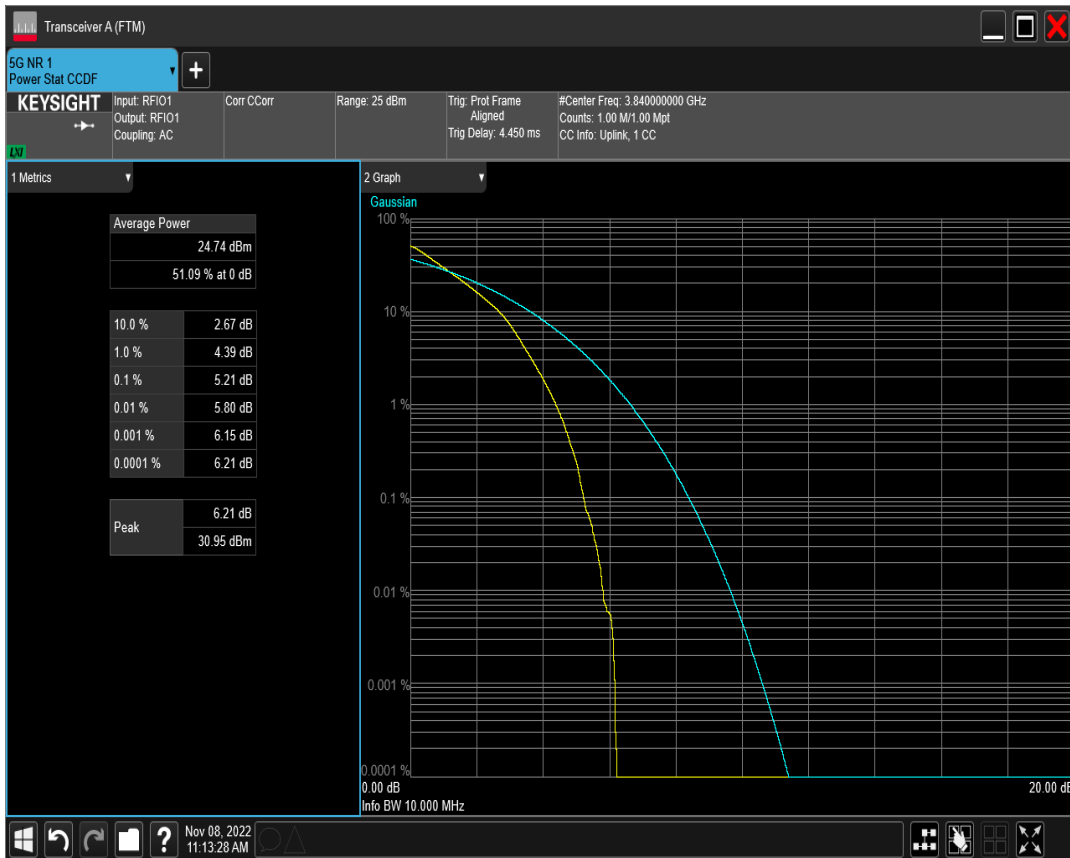 Transceiver A (FTM)
5G NR 1
Power Stat CCDF
+
KEYSIGHT
LXI
Input: RFIO1
Output: RFIO1
Coupling: AC
Corr CCorr
Range: 25 dBm
Trig: Prot Frame
Aligned
Trig Delay: 4.450 ms
#Center Freq: 3.840000000 GHz
Counts: 1.00 M/1.00 Mpt
CC Info: Uplink, 1 CC
1 Metrics
Average Power
24.74 dBm
51.09 % at 0 dB
10.0 % 2.67 dB
1.0 % 4.39 dB
0.1 % 5.21 dB
0.01 % 5.80 dB
0.001 % 6.15 dB
0.0001 % 6.21 dB
Peak 6.21 dB
30.95 dBm
2 Graph
Gaussian
100 %
10 %
1 %
0.1 %
0.01 %
0.001 %
0.0001 %
0.00 dB 20.00 dB
Info BW 10.000 MHz
?
Nov 08, 2022
11:13:28 AM